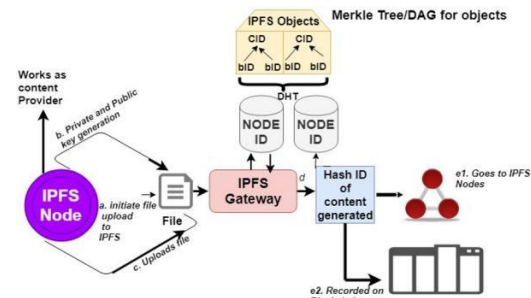 IPFS Objects
Merkle Tree/DAG for objects
CID
CID
bID
bID
bID
bID
DHT
Works as
content
Provider
b. Private and Public
key generation
NODE
ID
NODE
ID
IPFS
Node
a. initiate file
upload
to
IPFS
File
IPFS
Gateway
d
Hash ID
of
content
generated
e1. Goes to IPFS
Nodes
c. Uploads file
e2. Recorded on